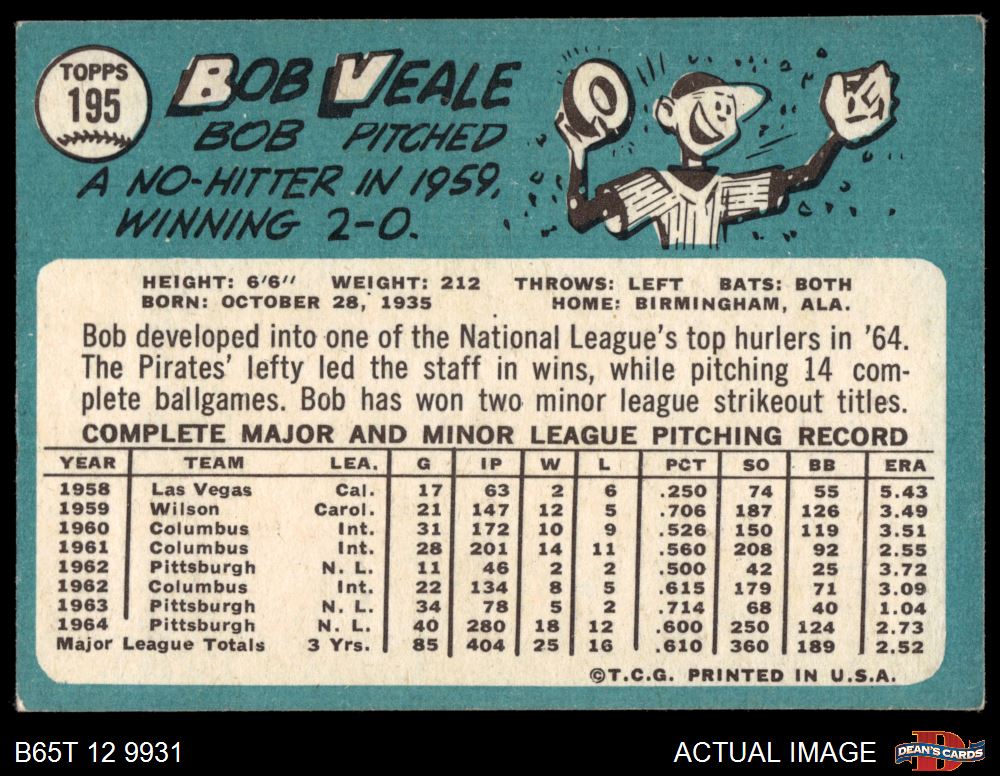 TOPPS
195
BOB VEALE
BOB PITCHED
A NO-HITTER IN 1959,
WINNING 2-0.
HEIGHT: 6'6" WEIGHT: 212 THROWS: LEFT BATS: BOTH
BORN: OCTOBER 28, 1935 HOME: BIRMINGHAM, ALA.
Bob developed into one of the National League's top hurlers in '64.
The Pirates' lefty led the staff in wins, while pitching 14 com-
plete ballgames. Bob has won two minor league strikeout titles.
COMPLETE MAJOR AND MINOR LEAGUE PITCHING RECORD
YEAR TEAM LEA. G IP W L PCT SO BB ERA
1958 Las Vegas Cal. 17 63 2 6 .250 74 55 5.43
1959 Wilson Carol. 21 147 12 5 .706 187 126 3.49
1960 Columbus Int. 31 172 10 9 .526 150 119 3.51
1961 Columbus Int. 28 201 14 11 .560 208 92 2.55
1962 Pittsburgh N. L. 11 46 2 2 .500 42 25 3.72
1962 Columbus Int. 22 134 8 5 .615 179 71 3.09
1963 Pittsburgh N. L. 34 78 5 2 .714 68 40 1.04
1964 Pittsburgh N. L. 40 280 18 12 .600 250 124 2.73
Major League Totals 3 Yrs. 85 404 25 16 .610 360 189 2.52
©T.C.G. PRINTED IN U.S.A.
B65T 12 9931 ACTUAL IMAGE DEAN'S CARDS